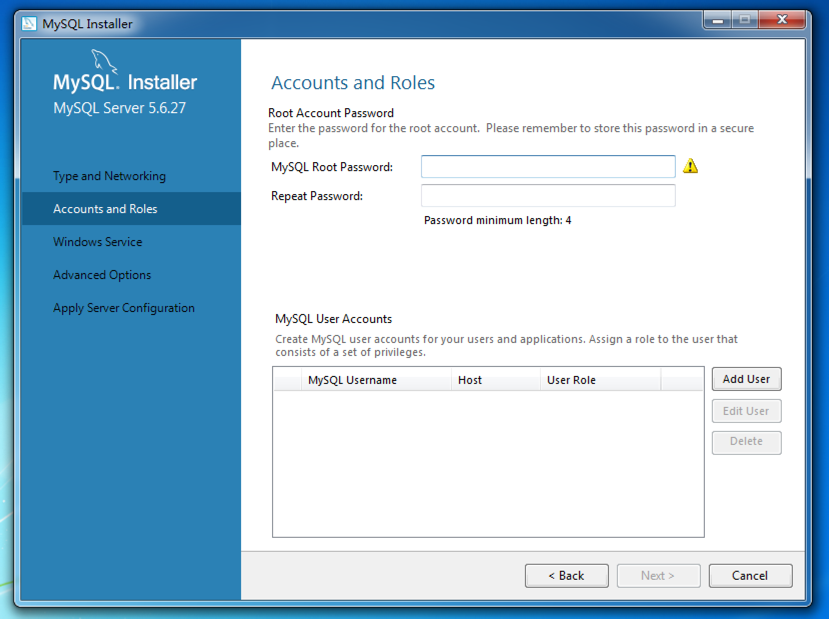 MySQL Installer
MySQL. Installer
MySQL Server 5.6.27
Type and Networking
Accounts and Roles
Windows Service
Advanced Options
Apply Server Configuration
Accounts and Roles
Root Account Password
Enter the password for the root account. Please remember to store this password in a secure
place.
MySQL Root Password:
Repeat Password:
Password minimum length: 4
MySQL User Accounts
Create MySQL user accounts for your users and applications. Assign a role to the user that
consists of a set of privileges.
MySQL Username Host User Role
Add User
Edit User
Delete
< Back Next > Cancel